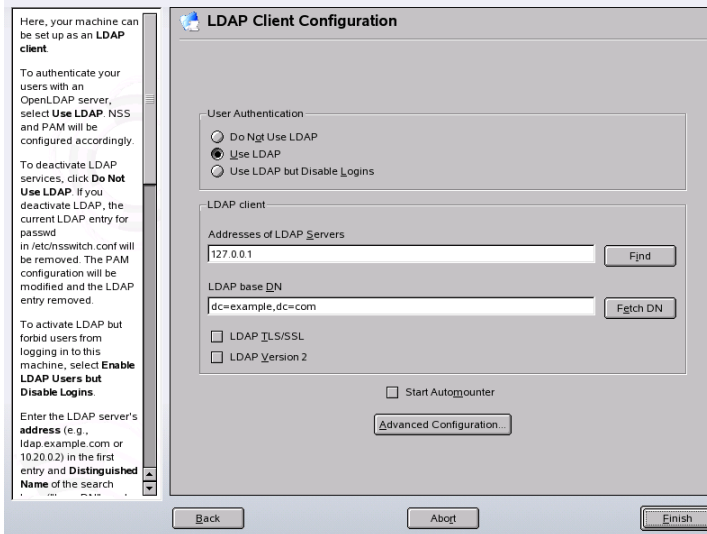 Here, your machine can
be set up as an LDAP
client.
To authenticate your
users with an
OpenLDAP server,
select Use LDAP. NSS
and PAM will be
configured accordingly.
To deactivate LDAP
services, click Do Not
Use LDAP. If you
deactivate LDAP, the
current LDAP entry for
passwd
in /etc/nsswitch.conf will
be removed. The PAM
configuration will be
modified and the LDAP
entry removed.
To activate LDAP but
forbid users from
logging in to this
machine, select Enable
LDAP Users but
Disable Logins.
Enter the LDAP server's
address (e.g.,
ldap.example.com or
10.20.0.2) in the first
entry and Distinguished
Name of the search
LDAP Client Configuration
User Authentication
Do Not Use LDAP
Use LDAP
Use LDAP but Disable Logins
LDAP client
Addresses of LDAP Servers
127.0.0.1
Find
LDAP base DN
dc=example,dc=com
Fetch DN
LDAP TLS/SSL
LDAP Version 2
Start Automounter
Advanced Configuration...
Back
Abort
Finish